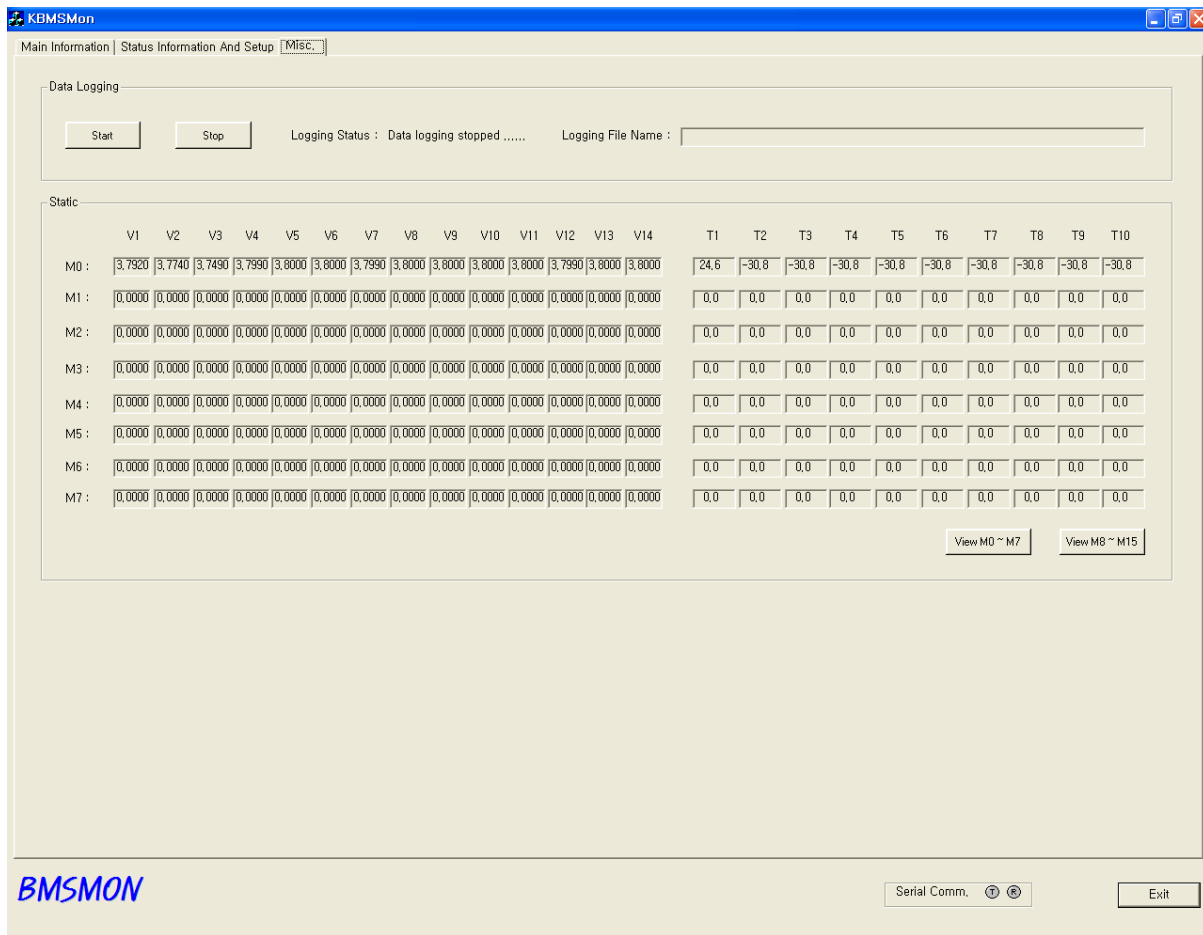 KBMSMon
Main Information Status Information And Setup Misc.
Data Logging
Start Stop Logging Status : Data logging stopped ...... Logging File Name :
Static
V1 V2 V3 V4 V5 V6 V7 V8 V9 V10 V11 V12 V13 V14 T1 T2 T3 T4 T5 T6 T7 T8 T9 T10
M0 : 3.7920 3.7740 3.7490 3.7990 3.8000 3.8000 3.7990 3.8000 3.8000 3.8000 3.8000 3.7990 3.8000 3.8000 24.6 -30.8 -30.8 -30.8 -30.8 -30.8 -30.8 -30.8 -30.8 -30.8
M1 : 0.0000 0.0000 0.0000 0.0000 0.0000 0.0000 0.0000 0.0000 0.0000 0.0000 0.0000 0.0000 0.0000 0.0000 0.0 0.0 0.0 0.0 0.0 0.0 0.0 0.0 0.0 0.0
M2 : 0.0000 0.0000 0.0000 0.0000 0.0000 0.0000 0.0000 0.0000 0.0000 0.0000 0.0000 0.0000 0.0000 0.0000 0.0 0.0 0.0 0.0 0.0 0.0 0.0 0.0 0.0 0.0
M3 : 0.0000 0.0000 0.0000 0.0000 0.0000 0.0000 0.0000 0.0000 0.0000 0.0000 0.0000 0.0000 0.0000 0.0000 0.0 0.0 0.0 0.0 0.0 0.0 0.0 0.0 0.0 0.0
M4 : 0.0000 0.0000 0.0000 0.0000 0.0000 0.0000 0.0000 0.0000 0.0000 0.0000 0.0000 0.0000 0.0000 0.0000 0.0 0.0 0.0 0.0 0.0 0.0 0.0 0.0 0.0 0.0
M5 : 0.0000 0.0000 0.0000 0.0000 0.0000 0.0000 0.0000 0.0000 0.0000 0.0000 0.0000 0.0000 0.0000 0.0000 0.0 0.0 0.0 0.0 0.0 0.0 0.0 0.0 0.0 0.0
M6 : 0.0000 0.0000 0.0000 0.0000 0.0000 0.0000 0.0000 0.0000 0.0000 0.0000 0.0000 0.0000 0.0000 0.0000 0.0 0.0 0.0 0.0 0.0 0.0 0.0 0.0 0.0 0.0
M7 : 0.0000 0.0000 0.0000 0.0000 0.0000 0.0000 0.0000 0.0000 0.0000 0.0000 0.0000 0.0000 0.0000 0.0000 0.0 0.0 0.0 0.0 0.0 0.0 0.0 0.0 0.0 0.0
View M0 ~ M7 View M8 ~ M15
BMSMON Serial Comm. T R Exit